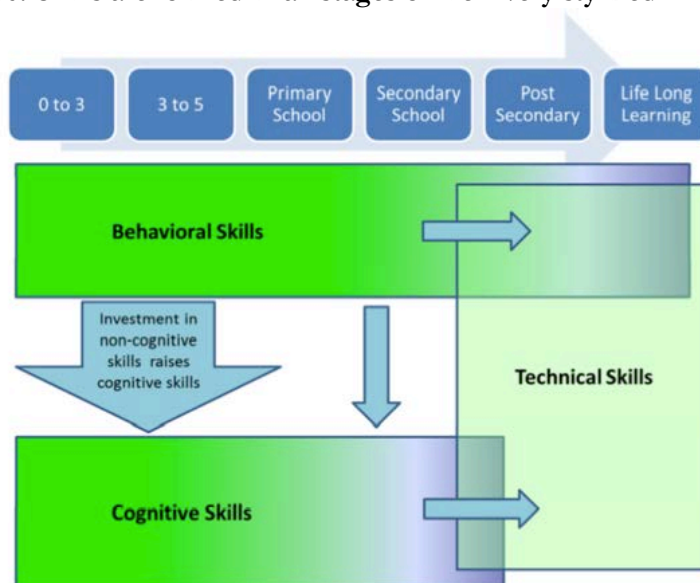 0 to 3
3 to 5
Primary
School
Secondary
School
Post
Secondary
Life Long
Learning
Behavioral Skills
Investment in
non-cognitive
skills raises
cognitive skills
Technical Skills
Cognitive Skills